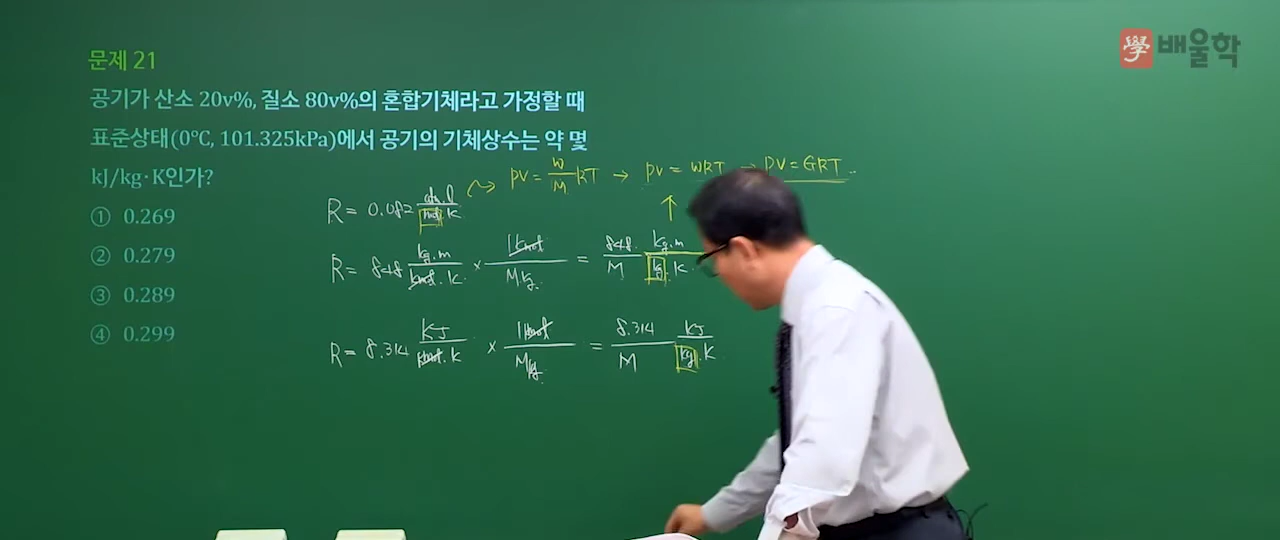 學 배울학
문제 21
공기가 산소 20v%, 질소 80v%의 혼합기체라고 가정할 때
표준상태(0℃, 101.325kPa)에서 공기의 기체상수는 약 몇
kJ/kg·K인가?
① 0.269
② 0.279
③ 0.289
④ 0.299
PV = W/M RT → PV = WRT → PV = GRT
R = 0.082 atm.l / mol.K
R = 848 kg.m / kmol.K × 1kmol / M kg = 848 / M kg.m / kg.K
R = 8.314 KJ / kmol.K × 1kmol / M kg = 8.314 / M KJ / kg.K